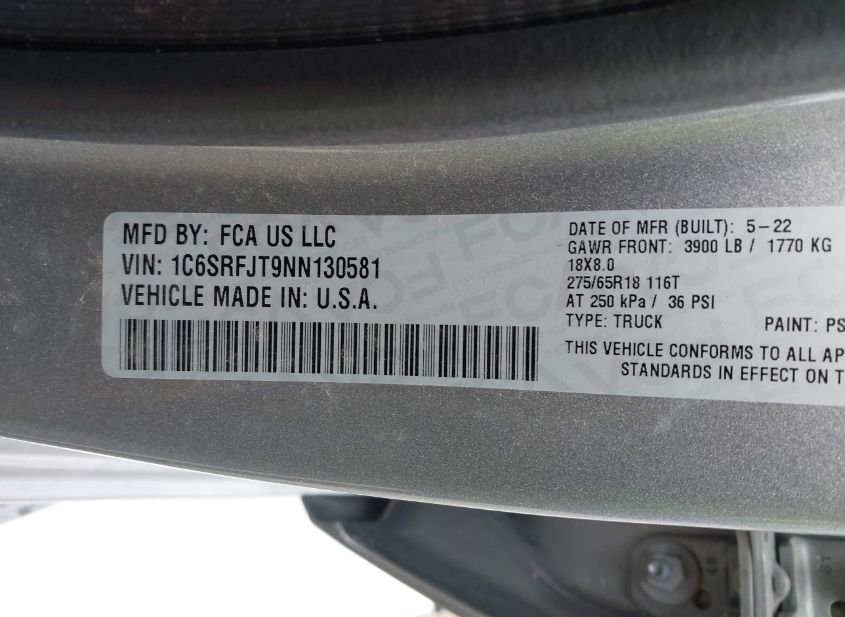 MFD BY: FCA US LLC
VIN: 1C6SRFJT9NN130581
VEHICLE MADE IN: U.S.A.
DATE OF MFR (BUILT): 5-22
GAWR FRONT: 3900 LB / 1770 KG
18X8.0
275/65R18 116T
AT 250 kPa / 36 PSI
TYPE: TRUCK PAINT: PS
THIS VEHICLE CONFORMS TO ALL AP
STANDARDS IN EFFECT ON T